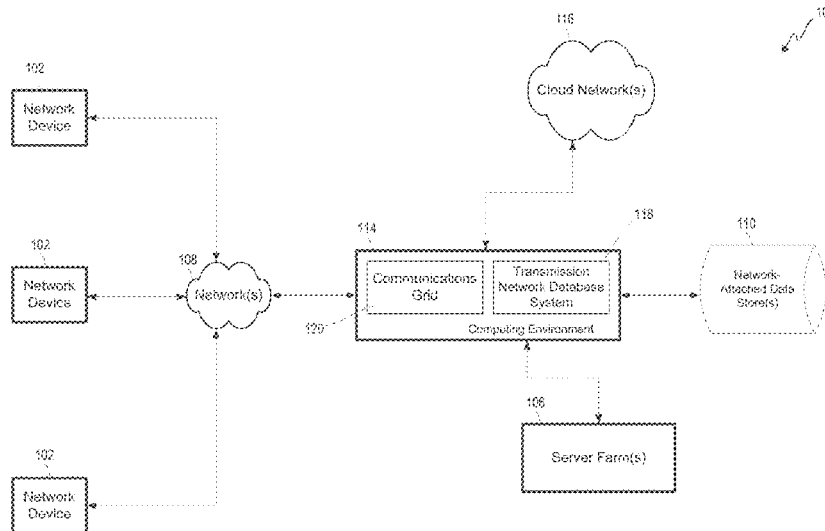 116
10
102
Network
Device
Cloud Network(s)
102
Network
Device
108
Network(s)
114
118
Communications
Grid
Transmission
Network Database
System
120
Computing Environment
110
Network-
Attached Data
Store(s)
106
Server Farm(s)
102
Network
Device